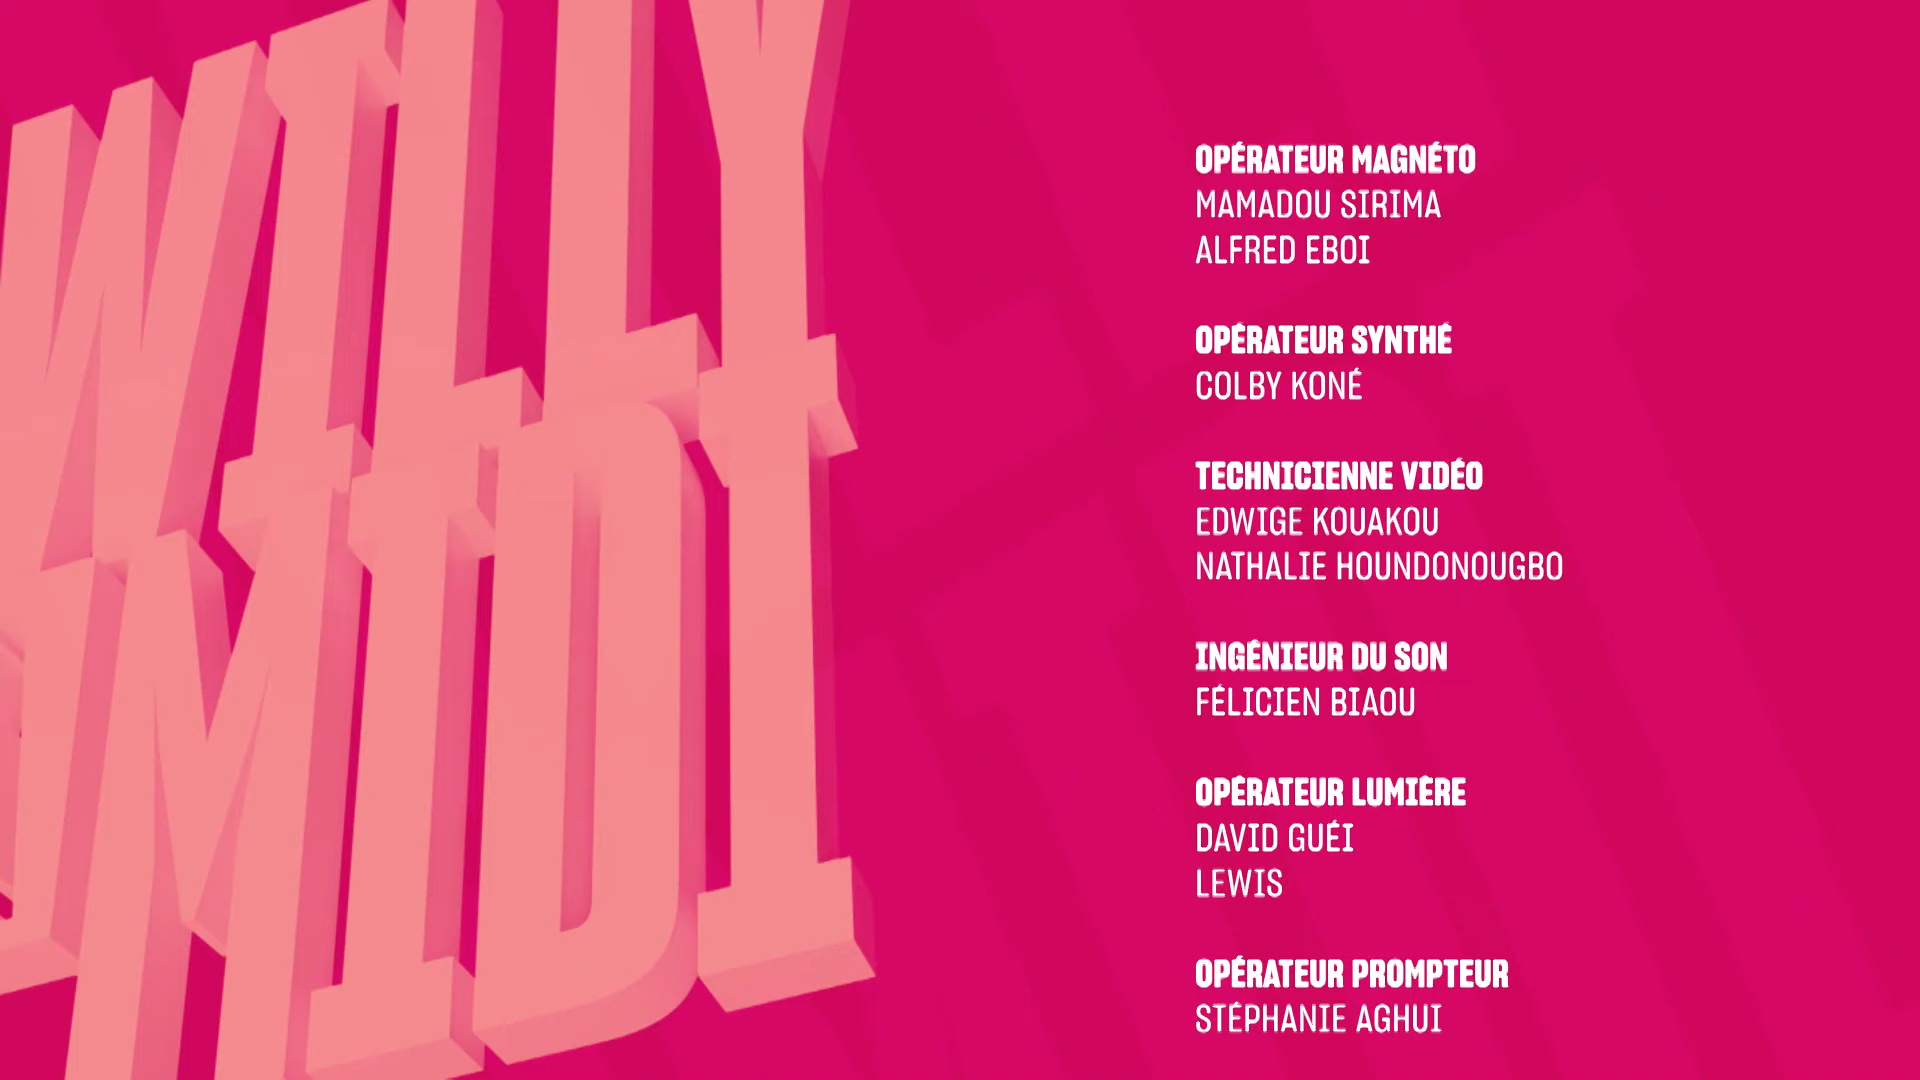 WILLY
MIDI
OPÉRATEUR MAGNÉTO
MAMADOU SIRIMA
ALFRED EBOI
OPÉRATEUR SYNTHÉ
COLBY KONÉ
TECHNICIENNE VIDÉO
EDWIGE KOUAKOU
NATHALIE HOUNDONOUGBO
INGÉNIEUR DU SON
FÉLICIEN BIAOU
OPÉRATEUR LUMIÈRE
DAVID GUÉI
LEWIS
OPÉRATEUR PROMPTEUR
STÉPHANIE AGHUI